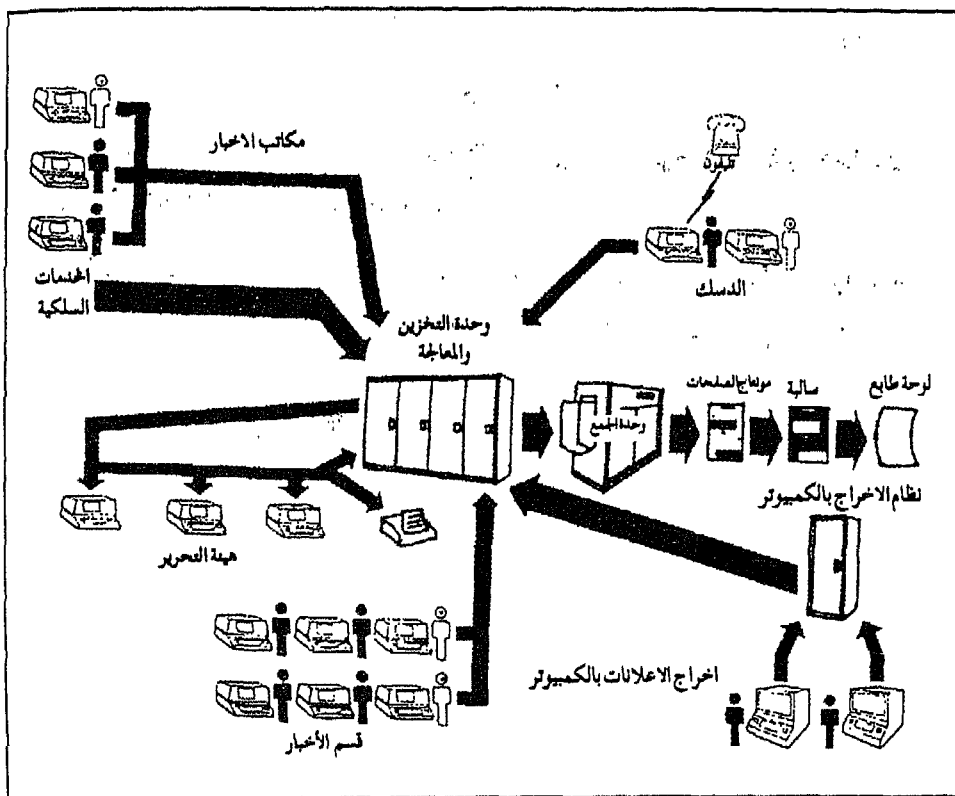 مكاتب الاخبار
تليفون
الخدمات
السلكية
الدسك
وحدة التخزين
والمعالجة
وحدة الجمع
مونتاج الصفحات
سالبة
لوحة طابع
نظام الاخراج بالكمبيوتر
هيئة التحرير
اخراج الاعلانات بالكمبيوتر
قسم الأخبار